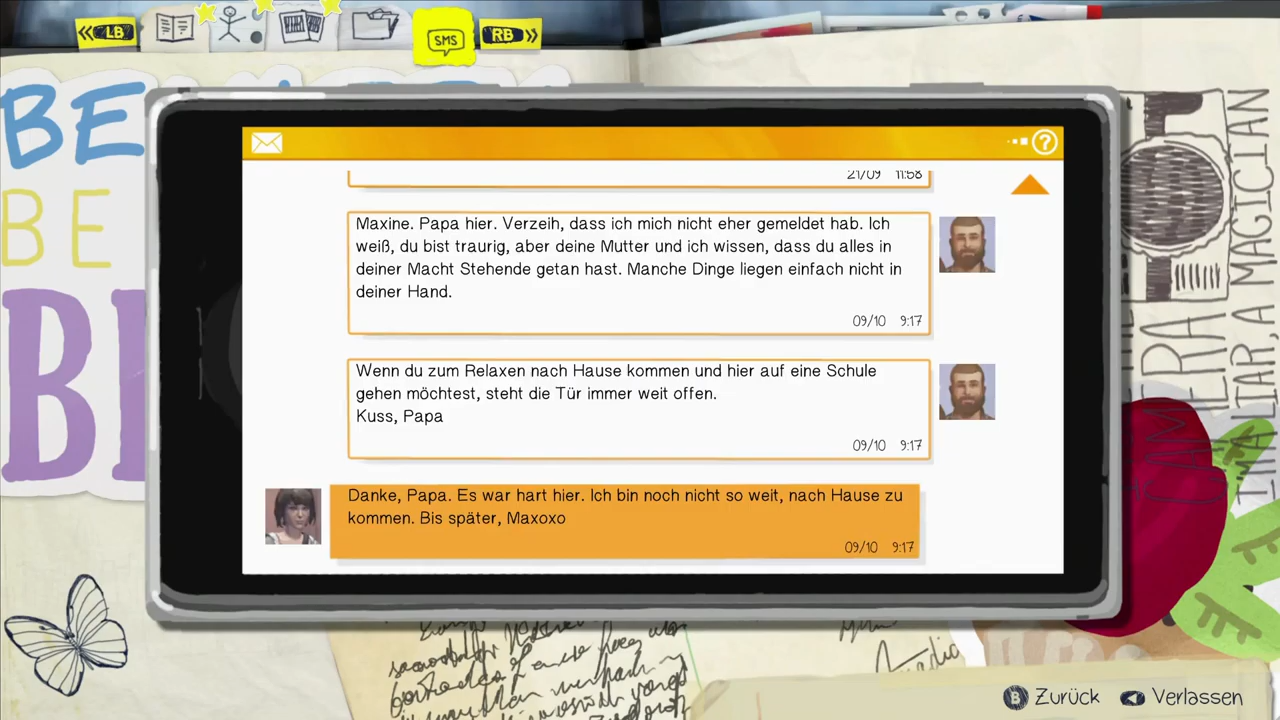 LB
SMS
RB
BE
BE
21/09 11:58
Maxine. Papa hier. Verzeih, dass ich mich nicht eher gemeldet hab. Ich
weiß, du bist traurig, aber deine Mutter und ich wissen, dass du alles in
deiner Macht Stehende getan hast. Manche Dinge liegen einfach nicht in
deiner Hand.
09/10 9:17
Wenn du zum Relaxen nach Hause kommen und hier auf eine Schule
gehen möchtest, steht die Tür immer weit offen.
Kuss, Papa
09/10 9:17
Danke, Papa. Es war hart hier. Ich bin noch nicht so weit, nach Hause zu
kommen. Bis später, Maxoxo
09/10 9:17
A MAGICIAN
Zurück
Verlassen